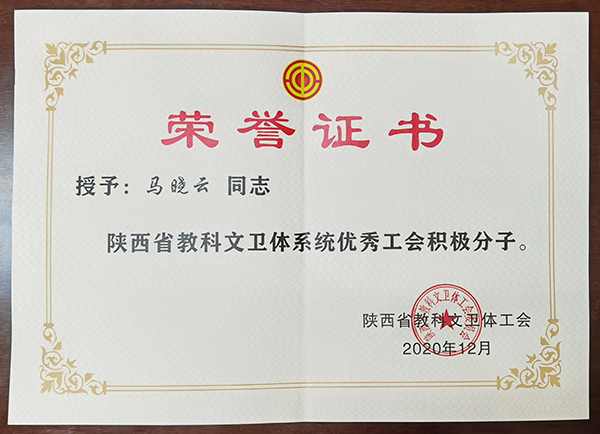 荣誉证书
授予：马晓云 同志
陕西省教科文卫体系统优秀工会积极分子。
陕西省教科文卫体工会
2020年12月